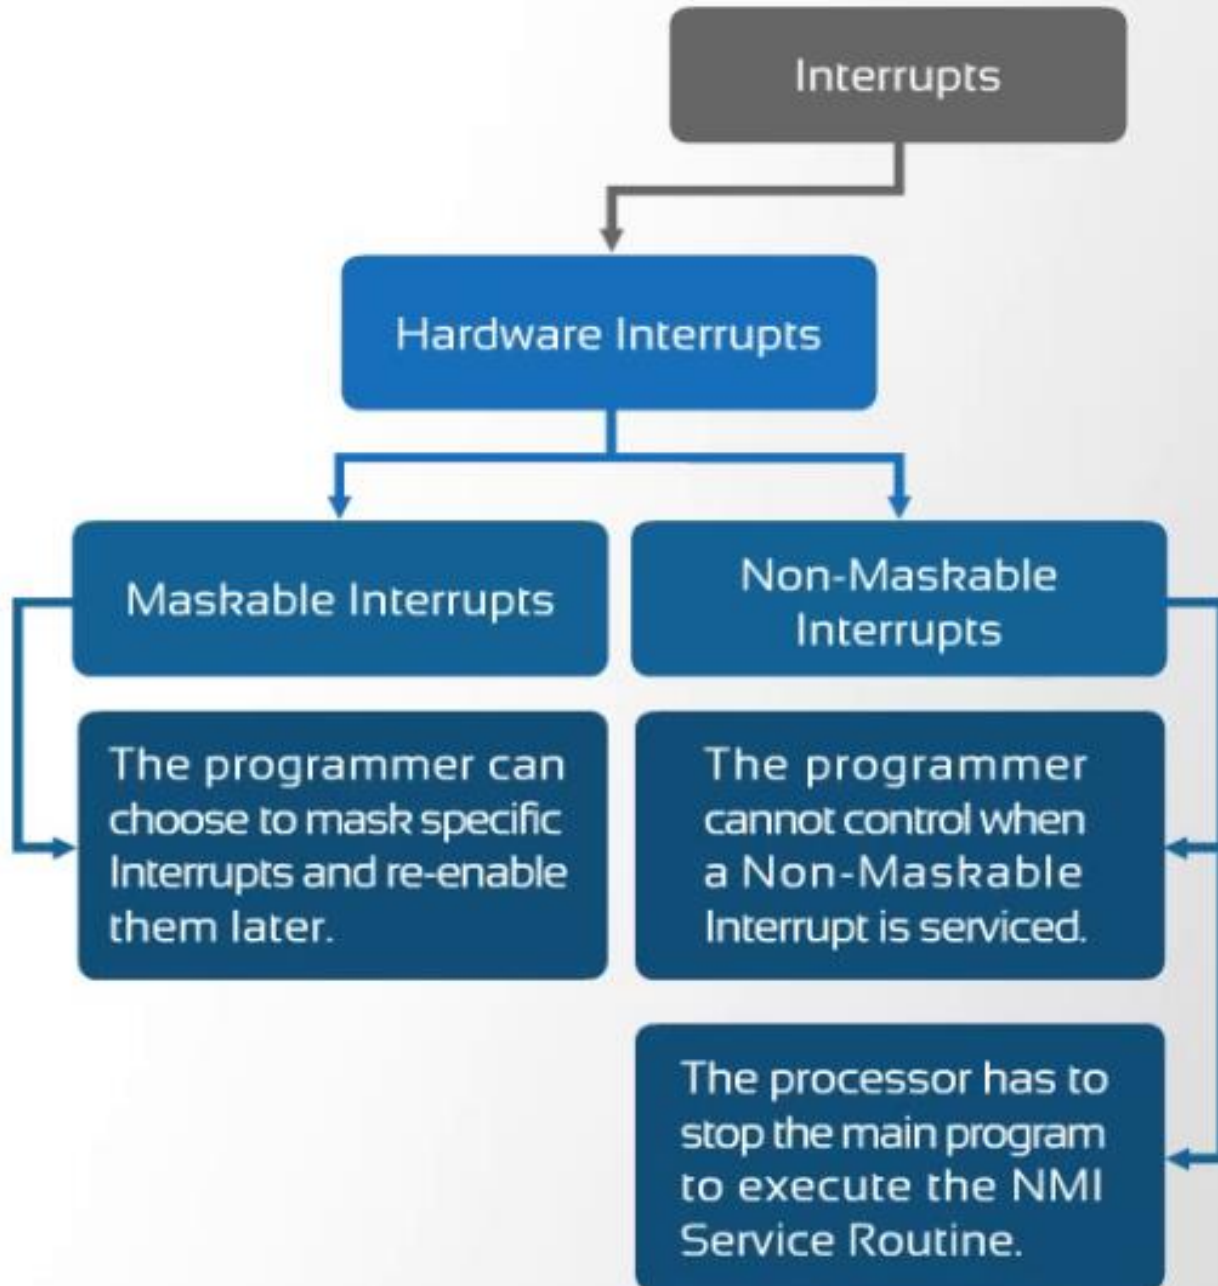 Interrupts
Hardware Interrupts
Maskable Interrupts
Non-Maskable
Interrupts
The programmer can
choose to mask specific
Interrupts and re-enable
them later.
The programmer
cannot control when
a Non-Maskable
Interrupt is serviced.
The processor has to
stop the main program
to execute the NMI
Service Routine.